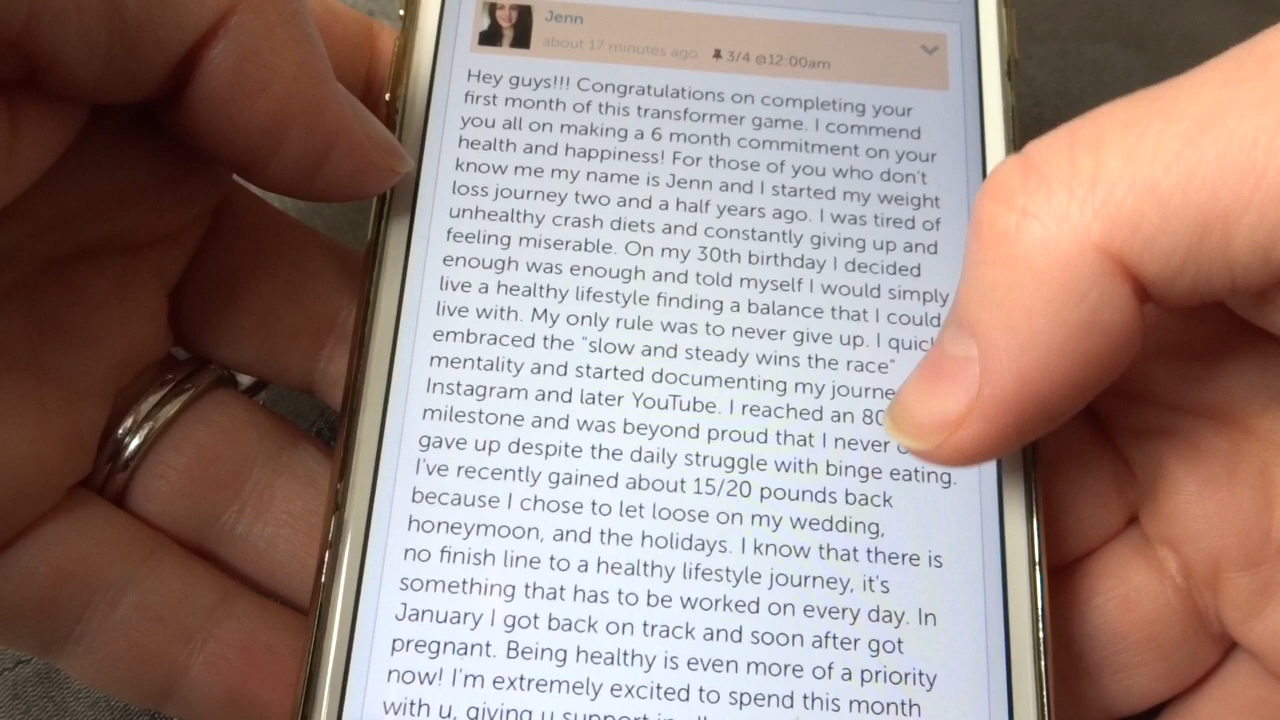 Jenn
about 17 minutes ago 3/4 @12:00am
Hey guys!!! Congratulations on completing your
first month of this transformer game. I commend
you all on making a 6 month commitment on your
health and happiness! For those of you who don't
know me my name is Jenn and I started my weight
loss journey two and a half years ago. I was tired of
unhealthy crash diets and constantly giving up and
feeling miserable. On my 30th birthday I decided
enough was enough and told myself I would simply
live a healthy lifestyle finding a balance that I could
live with. My only rule was to never give up. I
embraced the "slow and steady wins the race"
mentality and started documenting my
Instagram and later YouTube. I reached an
milestone and was beyond proud that I never
gave up despite the daily struggle with binge eating.
I've recently gained about 15/20 pounds back
because I chose to let loose on my wedding,
honeymoon, and the holidays. I know that there is
no finish line to a healthy lifestyle journey, it's
something that has to be worked on every day. In
January I got back on track and soon after got
pregnant. Being healthy is even more of a priority
now! I'm extremely excited to spend this month
with u, giving u support